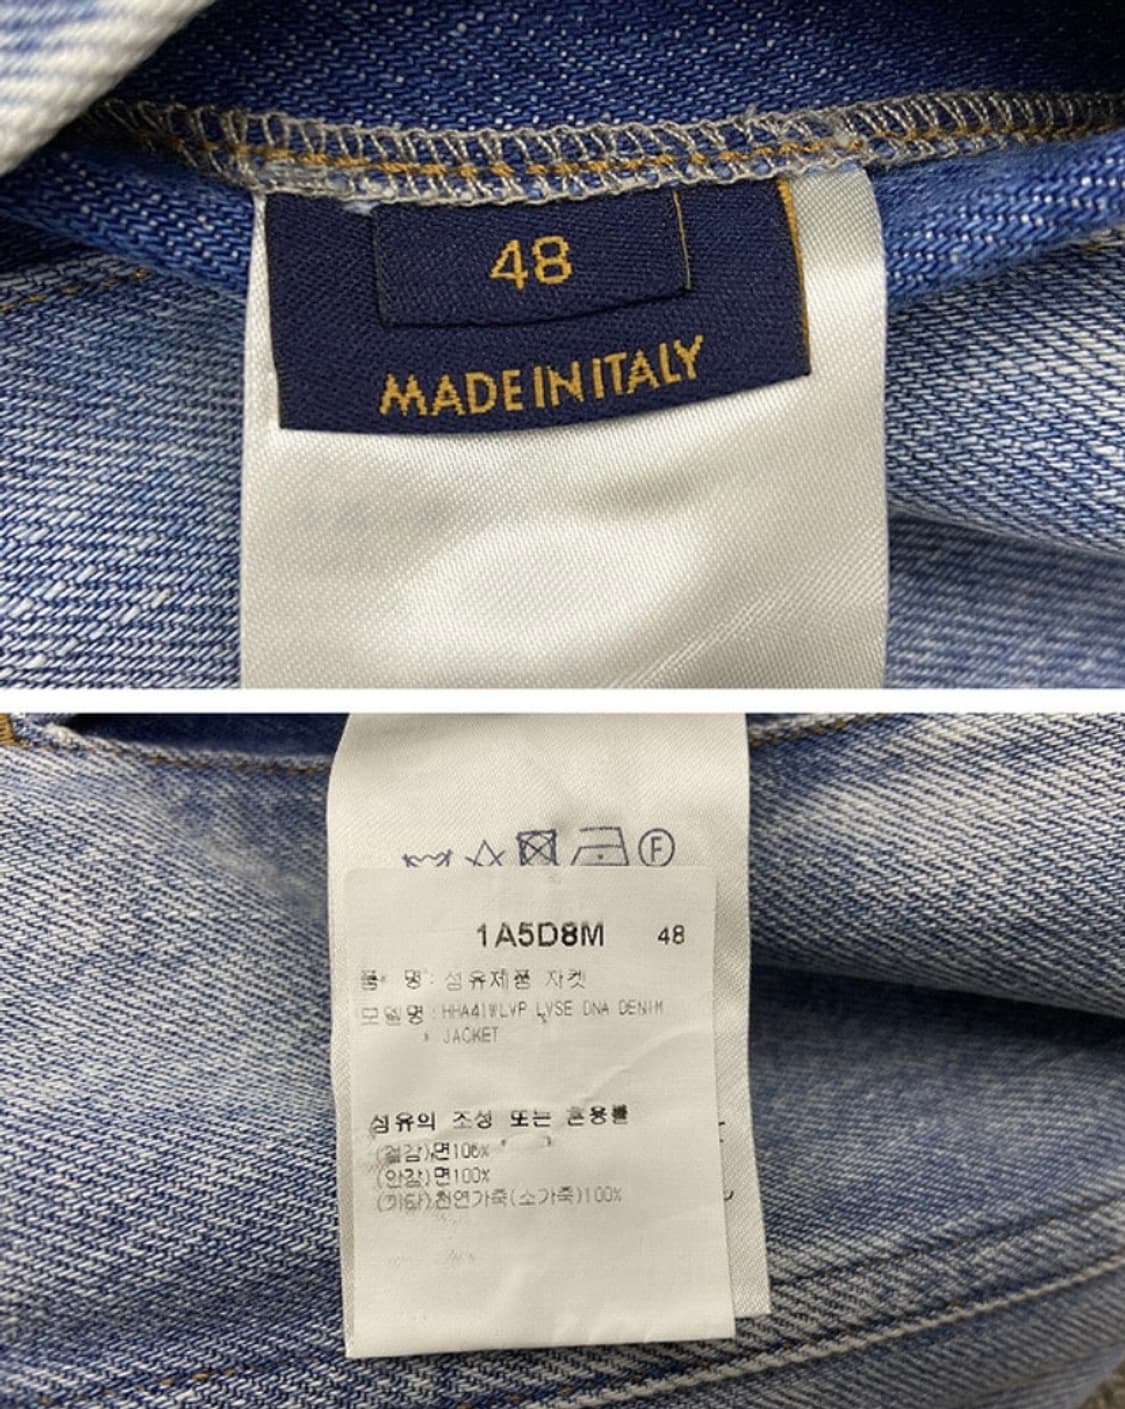 48
MADE IN ITALY
F
1A5D8M 48
품 명: 섬유제품 자켓
모델명: HHA41WLVP LVSE DNA DENIM
JACKET
섬유의 조성 또는 혼용률
(겉감)면100%
(안감)면100%
(기타)천연가죽(소가죽)100%